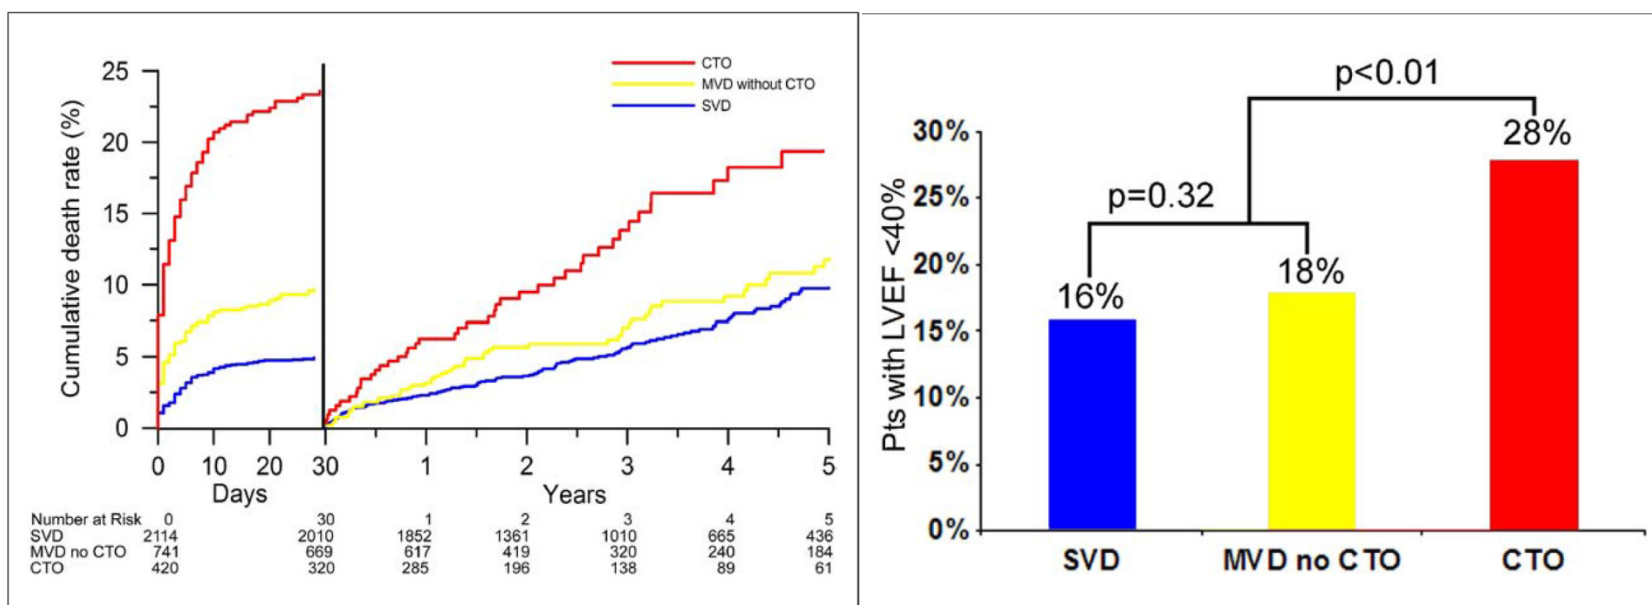 Cumulative death rate (%)
25
20
15
10
5
0
CTO
MVD without CTO
SVD
0 10 20 30 1 2 3 4 5
Days Years
Number at Risk 0 30 1 2 3 4 5
SVD 2114 2010 1852 1361 1010 665 436
MVD no CTO 741 669 617 419 320 240 184
CTO 420 320 285 196 138 89 61
Pts with LVEF <40%
p<0.01
p=0.32
30%
25%
20%
15%
10%
5%
0%
16%
18%
28%
SVD MVD no CTO CTO